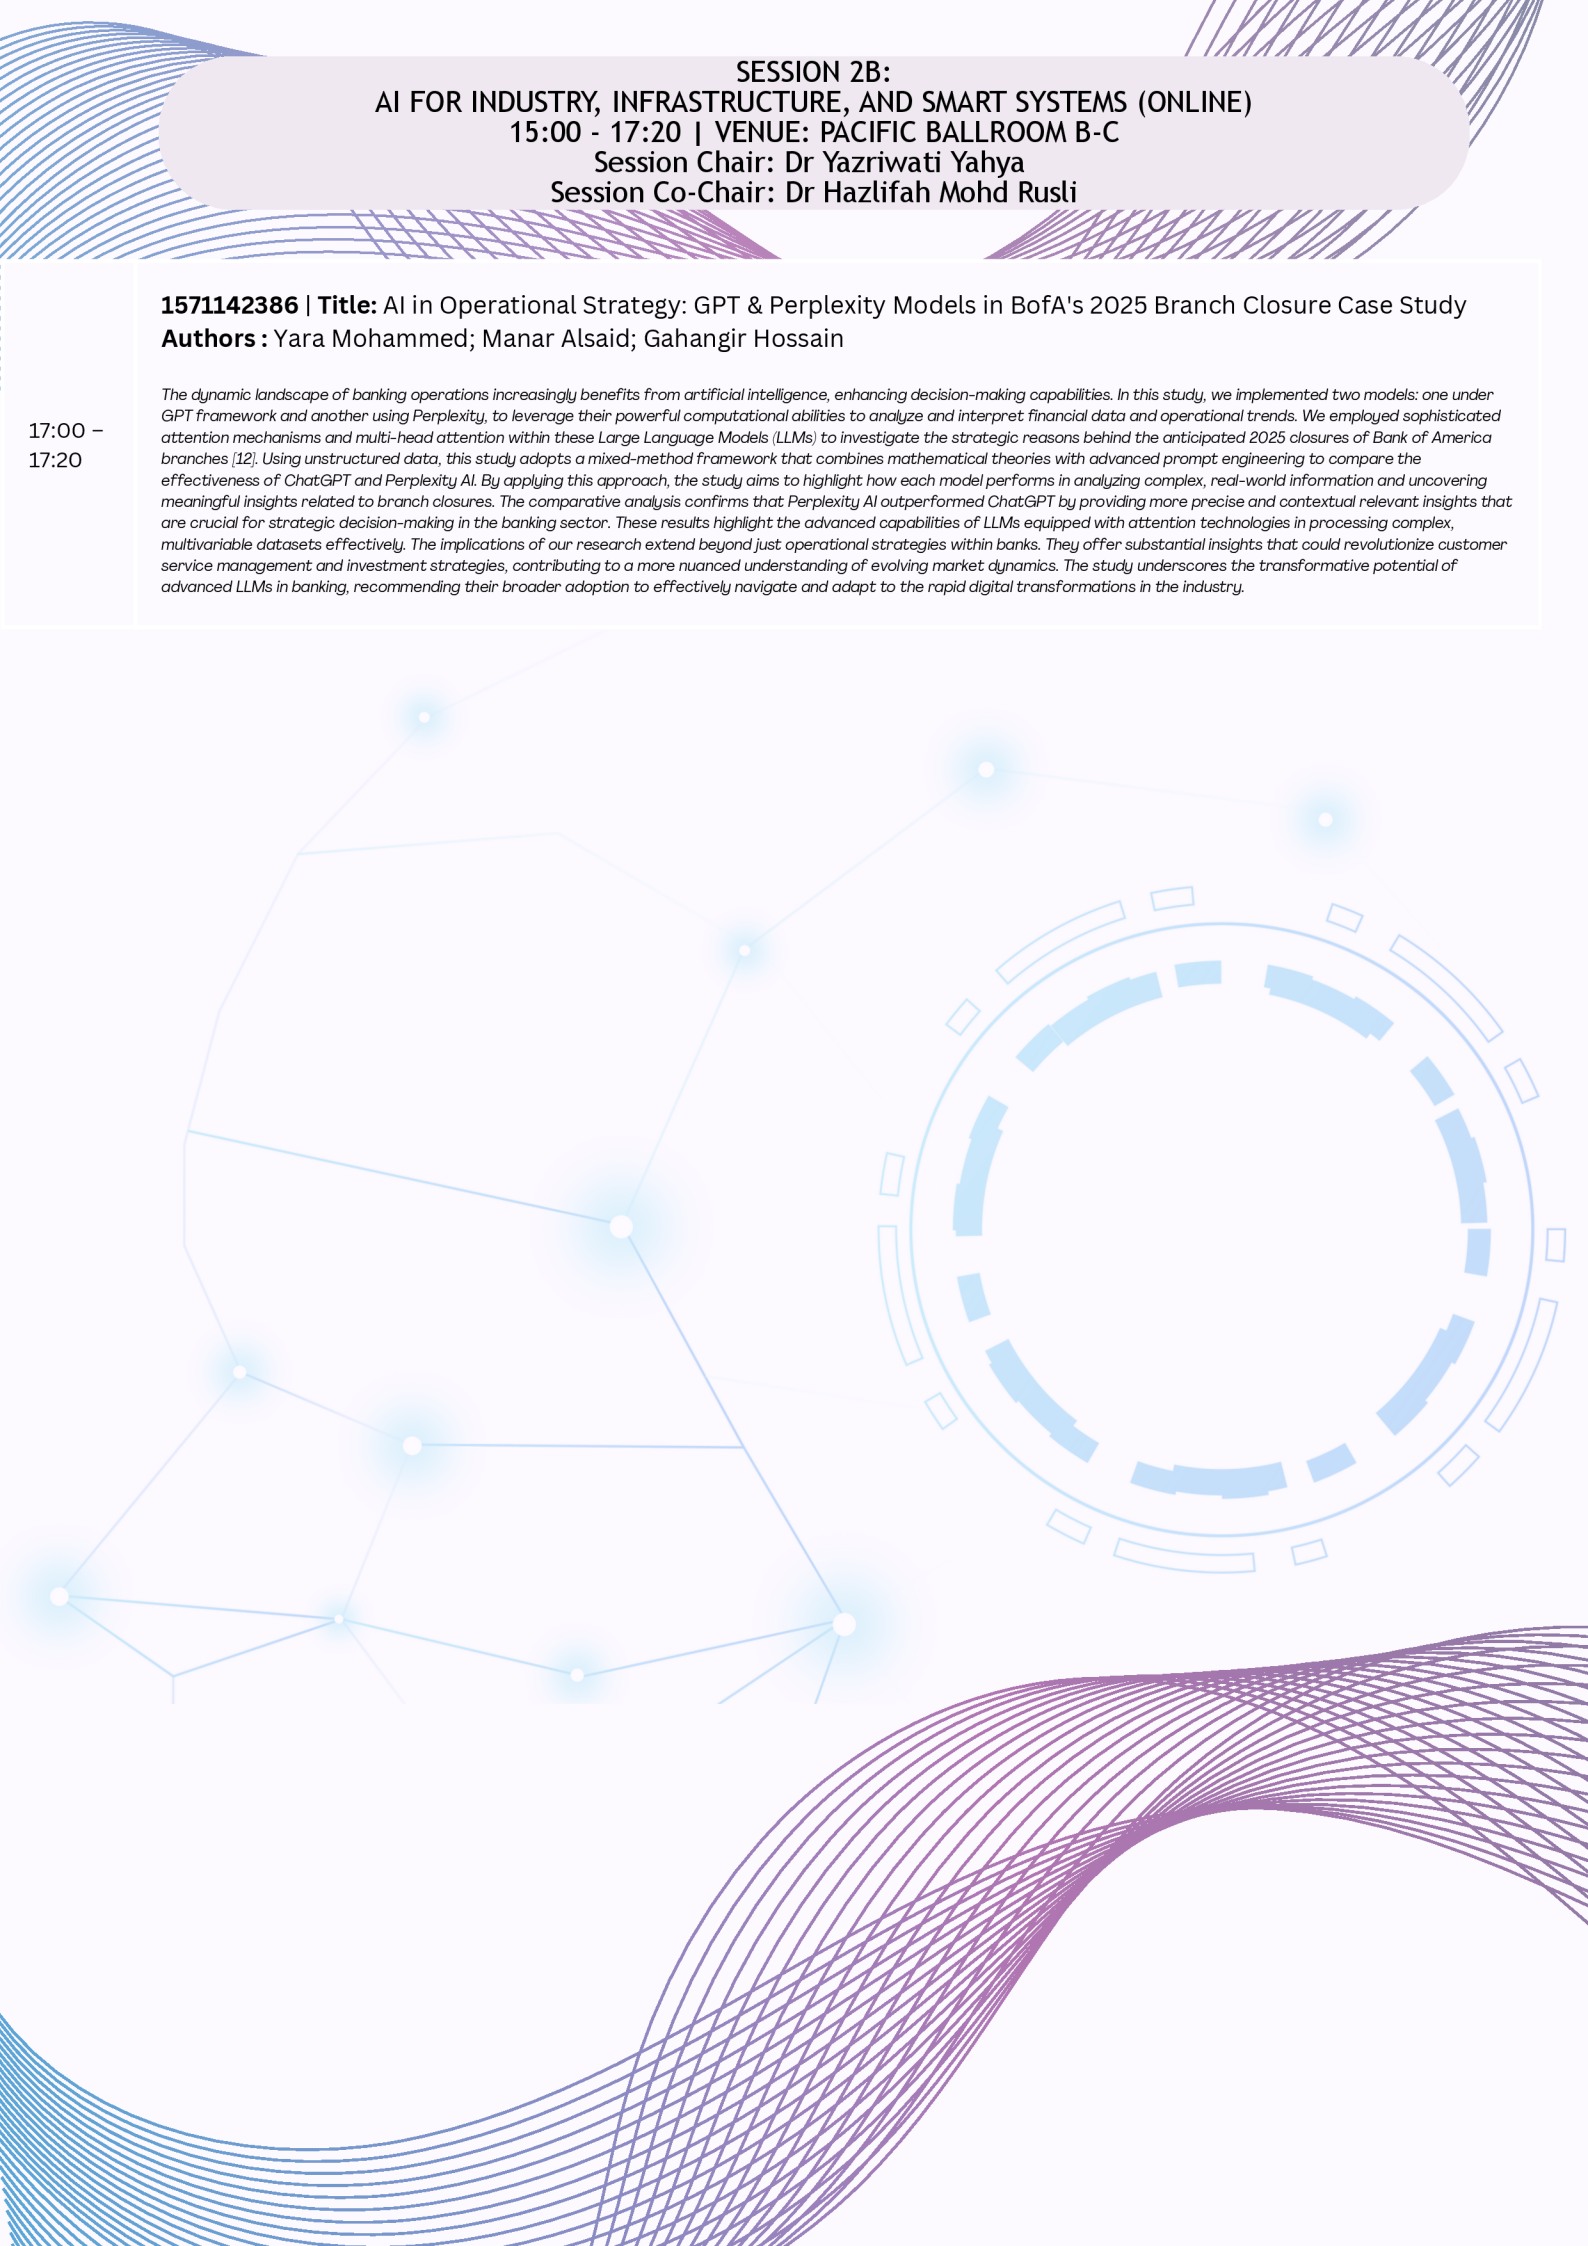 SESSION 2B:
AI FOR INDUSTRY, INFRASTRUCTURE, AND SMART SYSTEMS (ONLINE)
15:00 - 17:20 | VENUE: PACIFIC BALLROOM B-C
Session Chair: Dr Yazriwati Yahya
Session Co-Chair: Dr Hazlifah Mohd Rusli
17:00 –
17:20
1571142386 | Title: AI in Operational Strategy: GPT & Perplexity Models in BofA's 2025 Branch Closure Case Study
Authors : Yara Mohammed; Manar Alsaid; Gahangir Hossain
The dynamic landscape of banking operations increasingly benefits from artificial intelligence, enhancing decision-making capabilities. In this study, we implemented two models: one under
GPT framework and another using Perplexity, to leverage their powerful computational abilities to analyze and interpret financial data and operational trends. We employed sophisticated
attention mechanisms and multi-head attention within these Large Language Models (LLMs) to investigate the strategic reasons behind the anticipated 2025 closures of Bank of America
branches [12]. Using unstructured data, this study adopts a mixed-method framework that combines mathematical theories with advanced prompt engineering to compare the
effectiveness of ChatGPT and Perplexity AI. By applying this approach, the study aims to highlight how each model performs in analyzing complex, real-world information and uncovering
meaningful insights related to branch closures. The comparative analysis confirms that Perplexity AI outperformed ChatGPT by providing more precise and contextual relevant insights that
are crucial for strategic decision-making in the banking sector. These results highlight the advanced capabilities of LLMs equipped with attention technologies in processing complex,
multivariable datasets effectively. The implications of our research extend beyond just operational strategies within banks. They offer substantial insights that could revolutionize customer
service management and investment strategies, contributing to a more nuanced understanding of evolving market dynamics. The study underscores the transformative potential of
advanced LLMs in banking, recommending their broader adoption to effectively navigate and adapt to the rapid digital transformations in the industry.